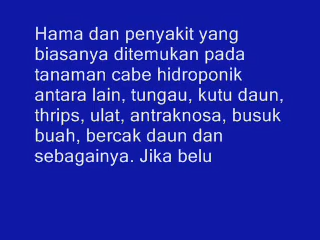 Hama dan penyakit yang
biasanya ditemukan pada
tanaman cabe hidroponik
antara lain, tungau, kutu daun,
thrips, ulat, antraknosa, busuk
buah, bercak daun dan
sebagainya. Jika belu